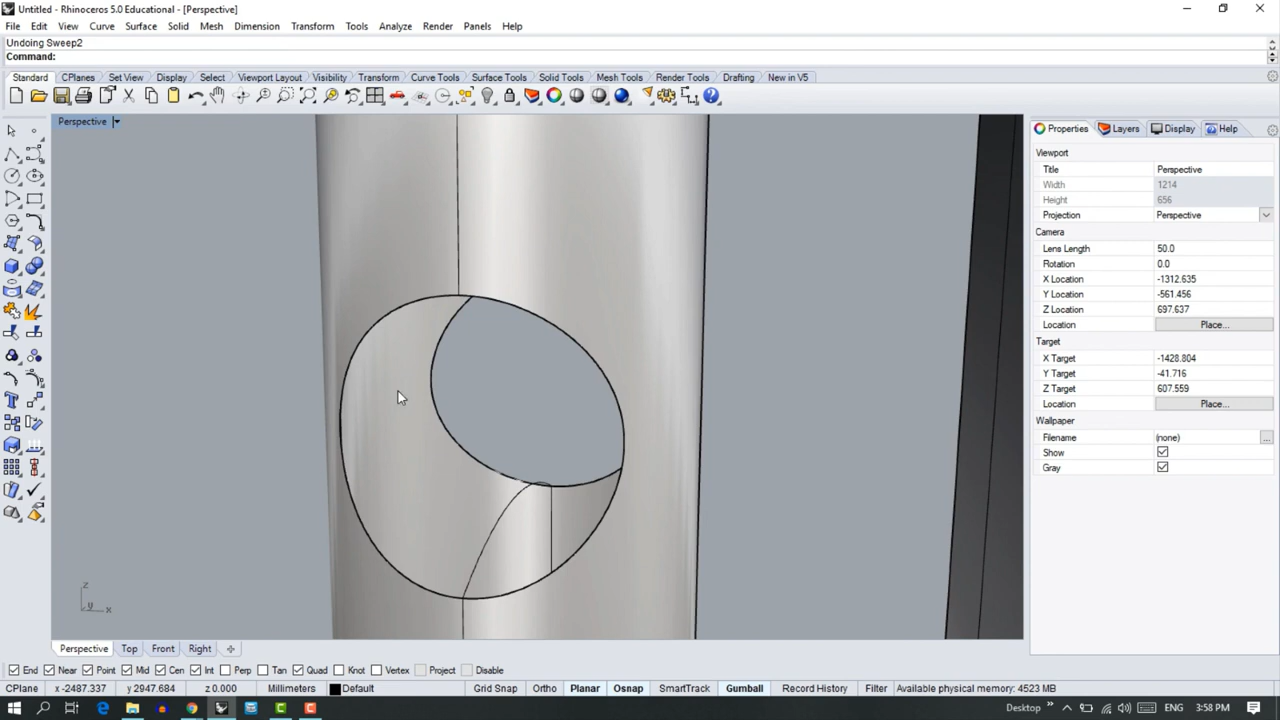 Untitled - Rhinoceros 5.0 Educational - [Perspective]
File Edit View Curve Surface Solid Mesh Dimension Transform Tools Analyze Render Panels Help
Undoing Sweep2
Command:
Standard CPlanes Set View Display Select Viewport Layout Visibility Transform Curve Tools Surface Tools Solid Tools Mesh Tools Render Tools Drafting New in V5
Perspective
Properties Layers Display Help
Viewport
Title Perspective
Width 1214
Height 656
Projection Perspective
Camera
Lens Length 50.0
Rotation 0.0
X Location -1312.635
Y Location -561.456
Z Location 697.637
Location Place...
Target
X Target -1428.804
Y Target -41.716
Z Target 607.559
Location Place...
Wallpaper
Filename (none) ...
Show
Gray
z
y x
Perspective Top Front Right
End Near Point Mid Cen Int Perp Tan Quad Knot Vertex Project Disable
CPlane x -2487.337 y 2947.684 z 0.000 Millimeters Default Grid Snap Ortho Planar Osnap SmartTrack Gumball Record History Filter Available physical memory: 4523 MB
Desktop » ENG 3:58 PM